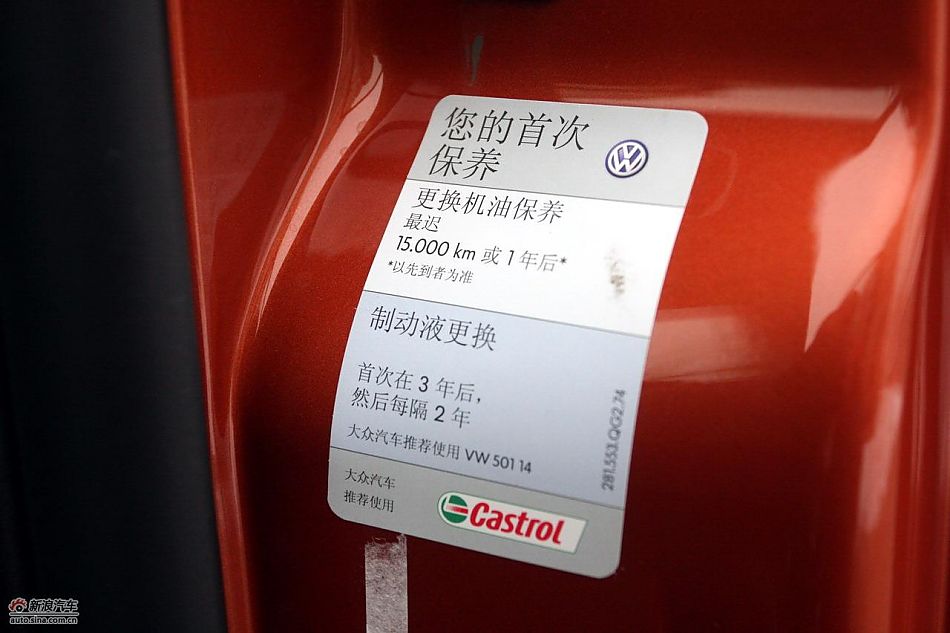 您的首次
保养
更换机油保养
最迟
15.000 km 或 1 年后*
*以先到者为准
制动液更换
首次在 3 年后，
然后每隔 2 年
大众汽车推荐使用 VW 501 14
281.553.QG2.74
大众汽车
推荐使用
Castrol
新浪汽车
auto.sina.com.cn